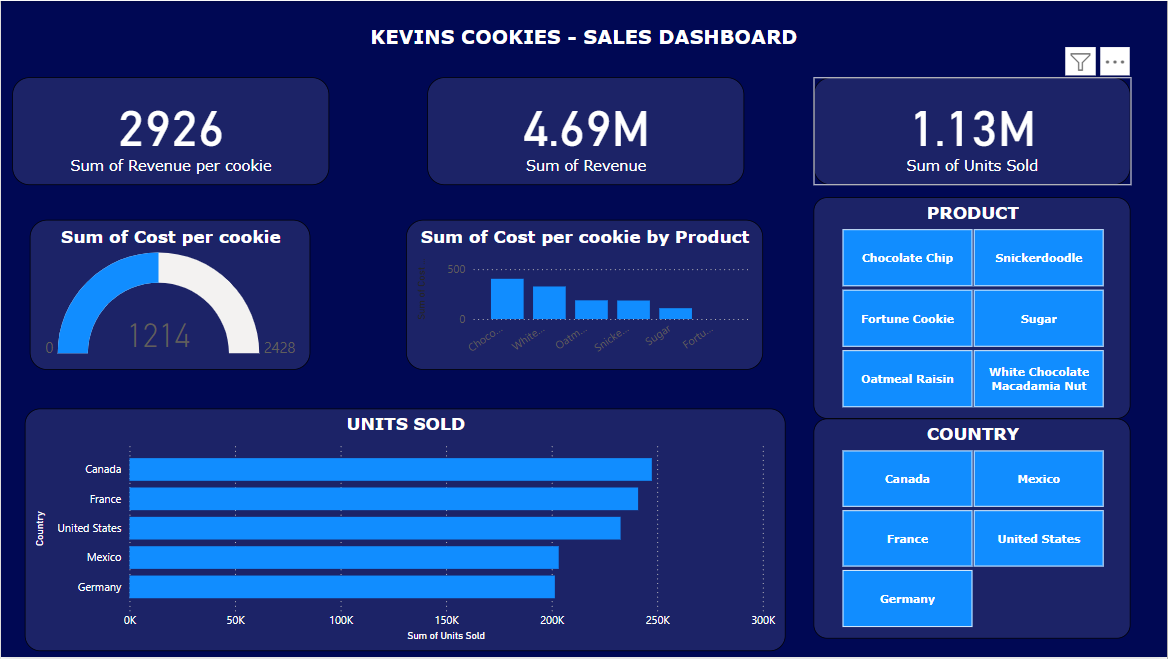 KEVINS COOKIES - SALES DASHBOARD
2926
Sum of Revenue per cookie
4.69M
Sum of Revenue
1.13M
Sum of Units Sold
Sum of Cost per cookie
0
1214
2428
Sum of Cost per cookie by Product
500
0
Choco...
White...
Oatm...
Snicke...
Sugar
Fortu...
PRODUCT
Chocolate Chip
Snickerdoodle
Fortune Cookie
Sugar
Oatmeal Raisin
White Chocolate
Macadamia Nut
UNITS SOLD
Country
Canada
France
United States
Mexico
Germany
0K
50K
100K
150K
200K
250K
300K
Sum of Units Sold
COUNTRY
Canada
Mexico
France
United States
Germany